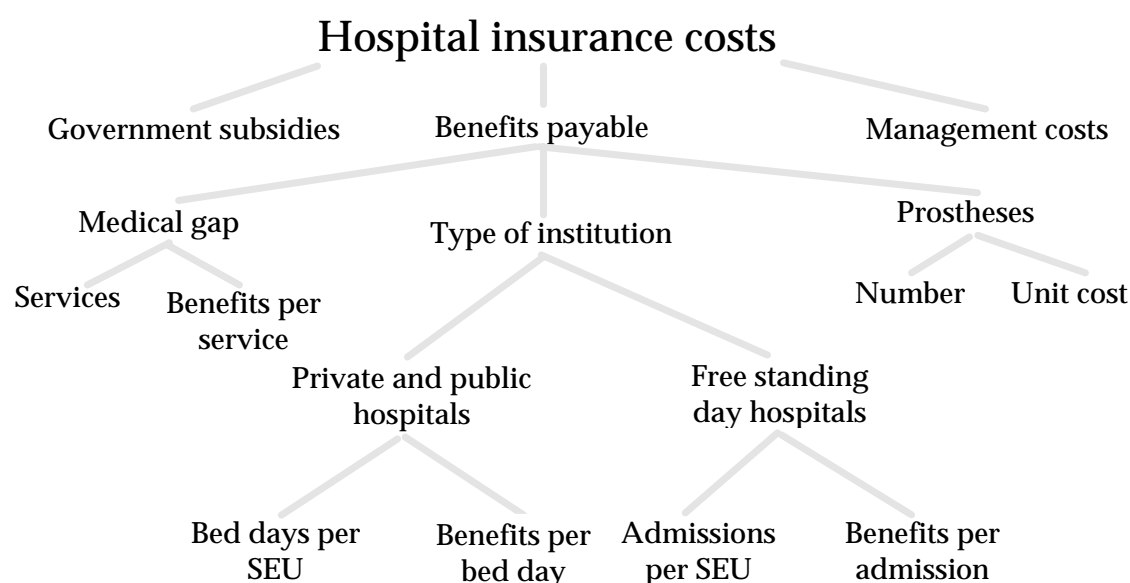 Hospital insurance costs
Government subsidies
Benefits payable
Management costs
Medical gap
Type of institution
Prostheses
Services
Benefits per
service
Number
Unit cost
Private and public
hospitals
Free standing
day hospitals
Bed days per
SEU
Benefits per
bed day
Admissions
per SEU
Benefits per
admission